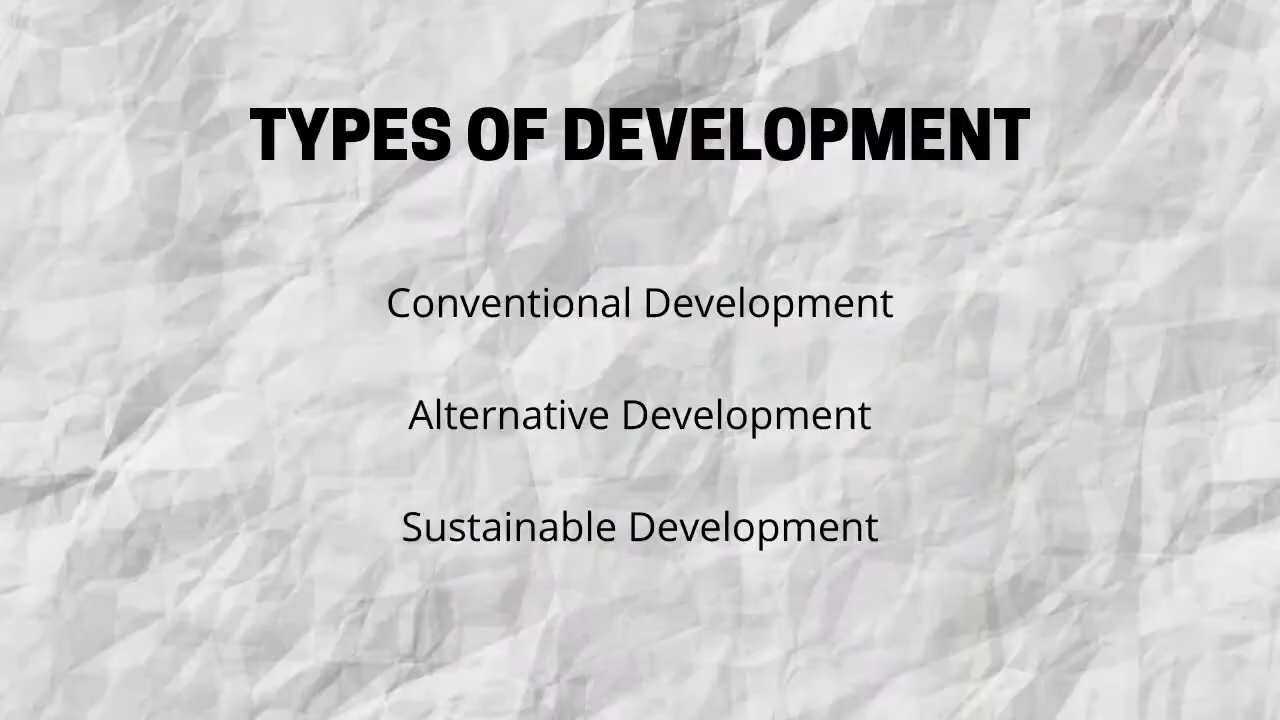 TYPES OF DEVELOPMENT
Conventional Development
Alternative Development
Sustainable Development